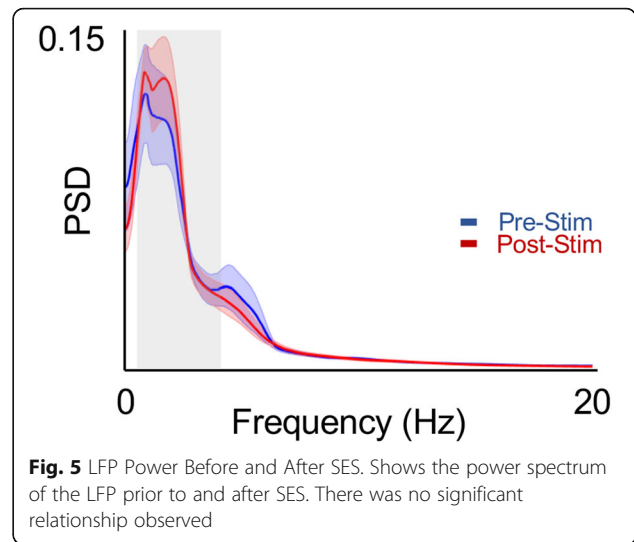 0.15
PSD
Pre-Stim
Post-Stim
0
20
Frequency (Hz)
Fig. 5 LFP Power Before and After SES. Shows the power spectrum
of the LFP prior to and after SES. There was no significant
relationship observed